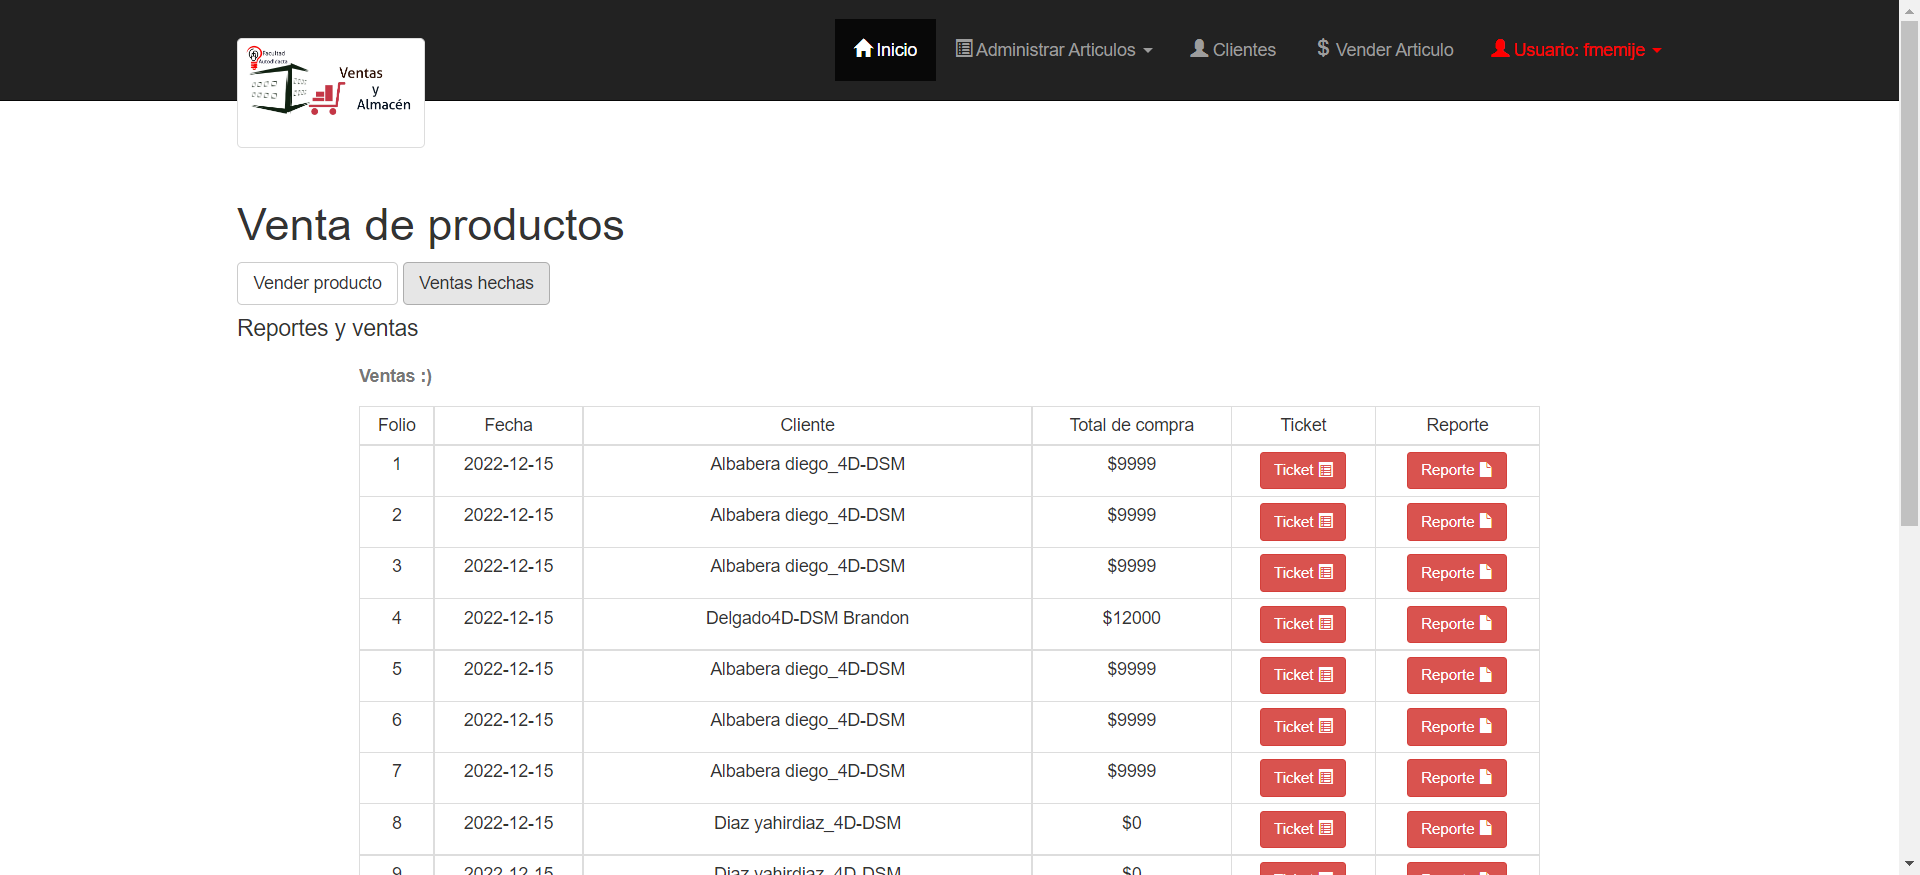 Facultad
Autodidacta
Ventas
y
Almacén
Inicio
Administrar Articulos
Clientes
$ Vender Articulo
Usuario: fmemije
Venta de productos
Vender producto
Ventas hechas
Reportes y ventas
Ventas :)
Folio Fecha Cliente Total de compra Ticket Reporte
1 2022-12-15 Albabera diego_4D-DSM $9999 Ticket Reporte
2 2022-12-15 Albabera diego_4D-DSM $9999 Ticket Reporte
3 2022-12-15 Albabera diego_4D-DSM $9999 Ticket Reporte
4 2022-12-15 Delgado4D-DSM Brandon $12000 Ticket Reporte
5 2022-12-15 Albabera diego_4D-DSM $9999 Ticket Reporte
6 2022-12-15 Albabera diego_4D-DSM $9999 Ticket Reporte
7 2022-12-15 Albabera diego_4D-DSM $9999 Ticket Reporte
8 2022-12-15 Diaz yahirdiaz_4D-DSM $0 Ticket Reporte
9 2022-12-15 Diaz yahirdiaz_4D-DSM $0